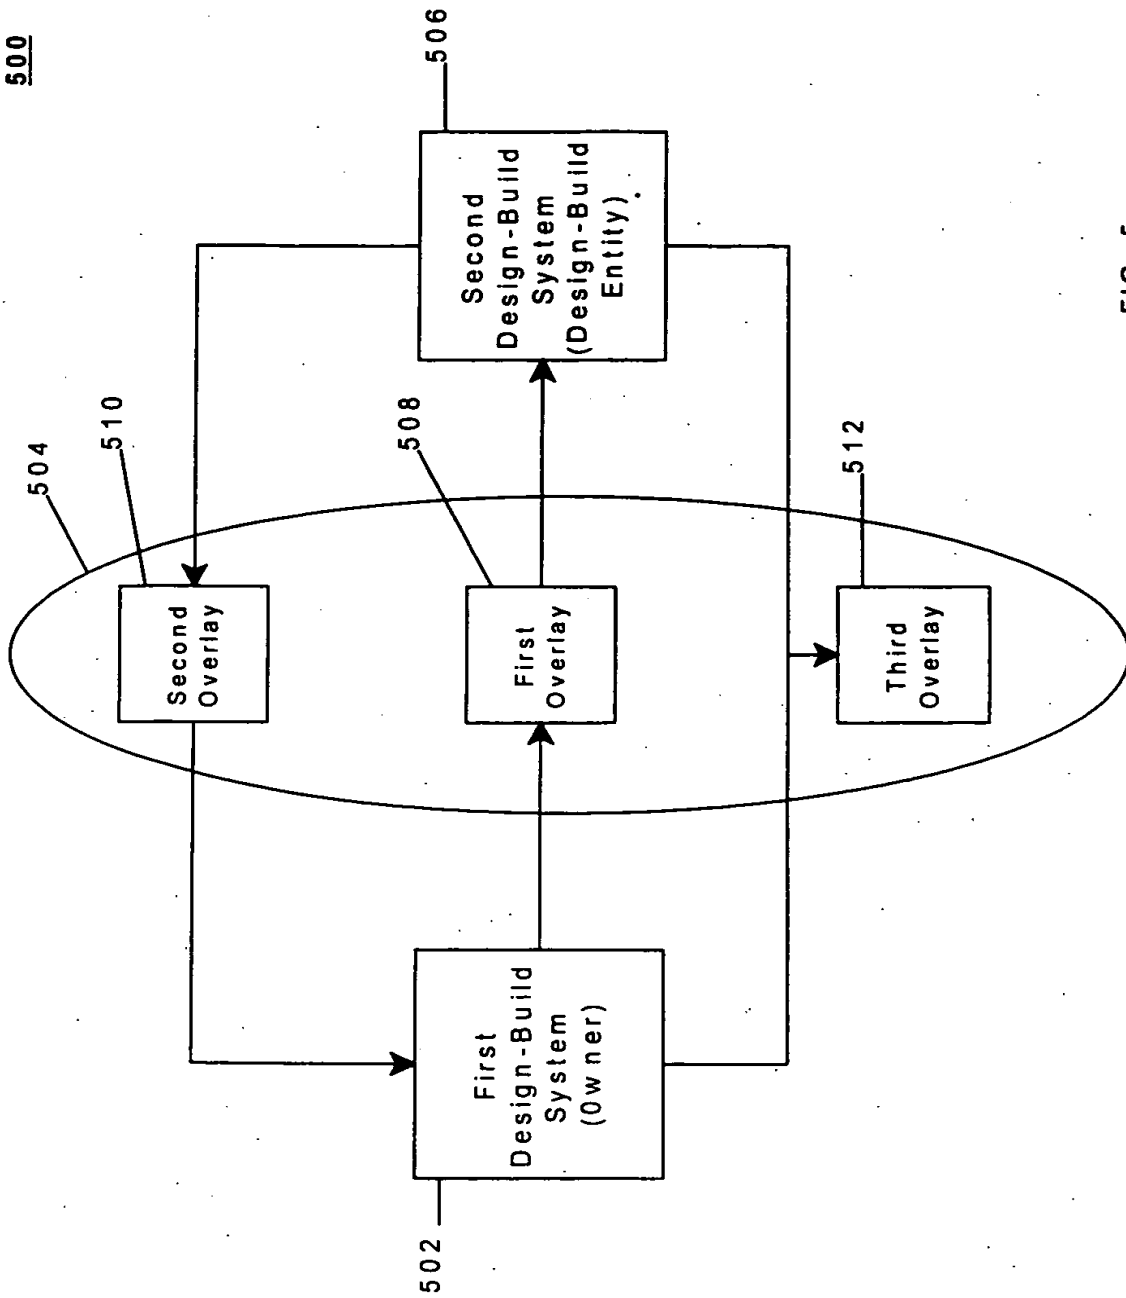 500
504
510
Second
Overlay
502
First
Design-Build
System
(Owner)
508
First
Overlay
506
Second
Design-Build
System
(Design-Build
Entity)
512
Third
Overlay